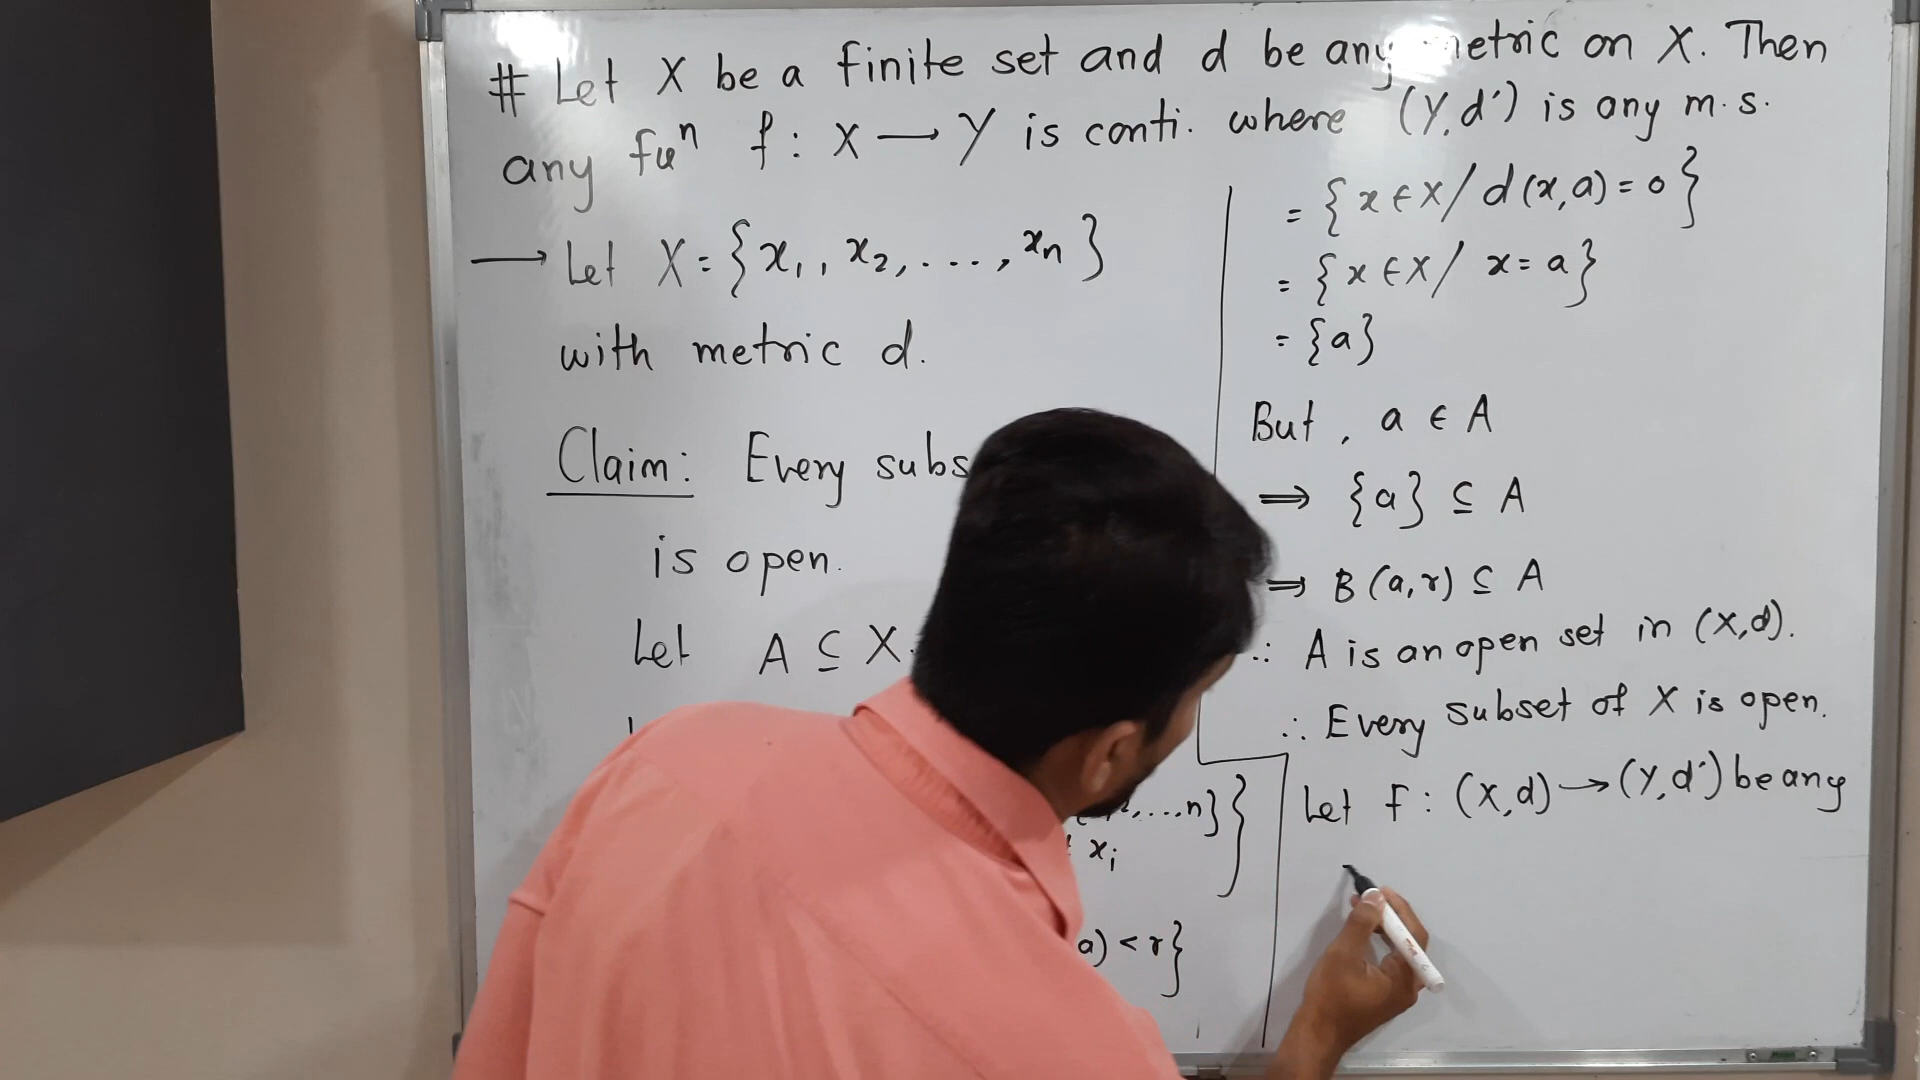 # Let X be a finite set and d be any metric on X. Then
any fuⁿ f : X → Y is conti. where (Y, d') is any m.s.
→ Let X = {x₁, x₂, ..., xₙ}
with metric d.
Claim: Every
is open.
Let A ⊆ X.
..., n}}
xᵢ
a) < r}
= {x ∈ X / d(x, a) = 0}
= {x ∈ X / x = a}
= {a}
But, a ∈ A
⇒ {a} ⊆ A
⇒ B(a, r) ⊆ A
∴ A is an open set in (X, d).
∴ Every subset of X is open.
Let f : (X, d) → (Y, d') be any